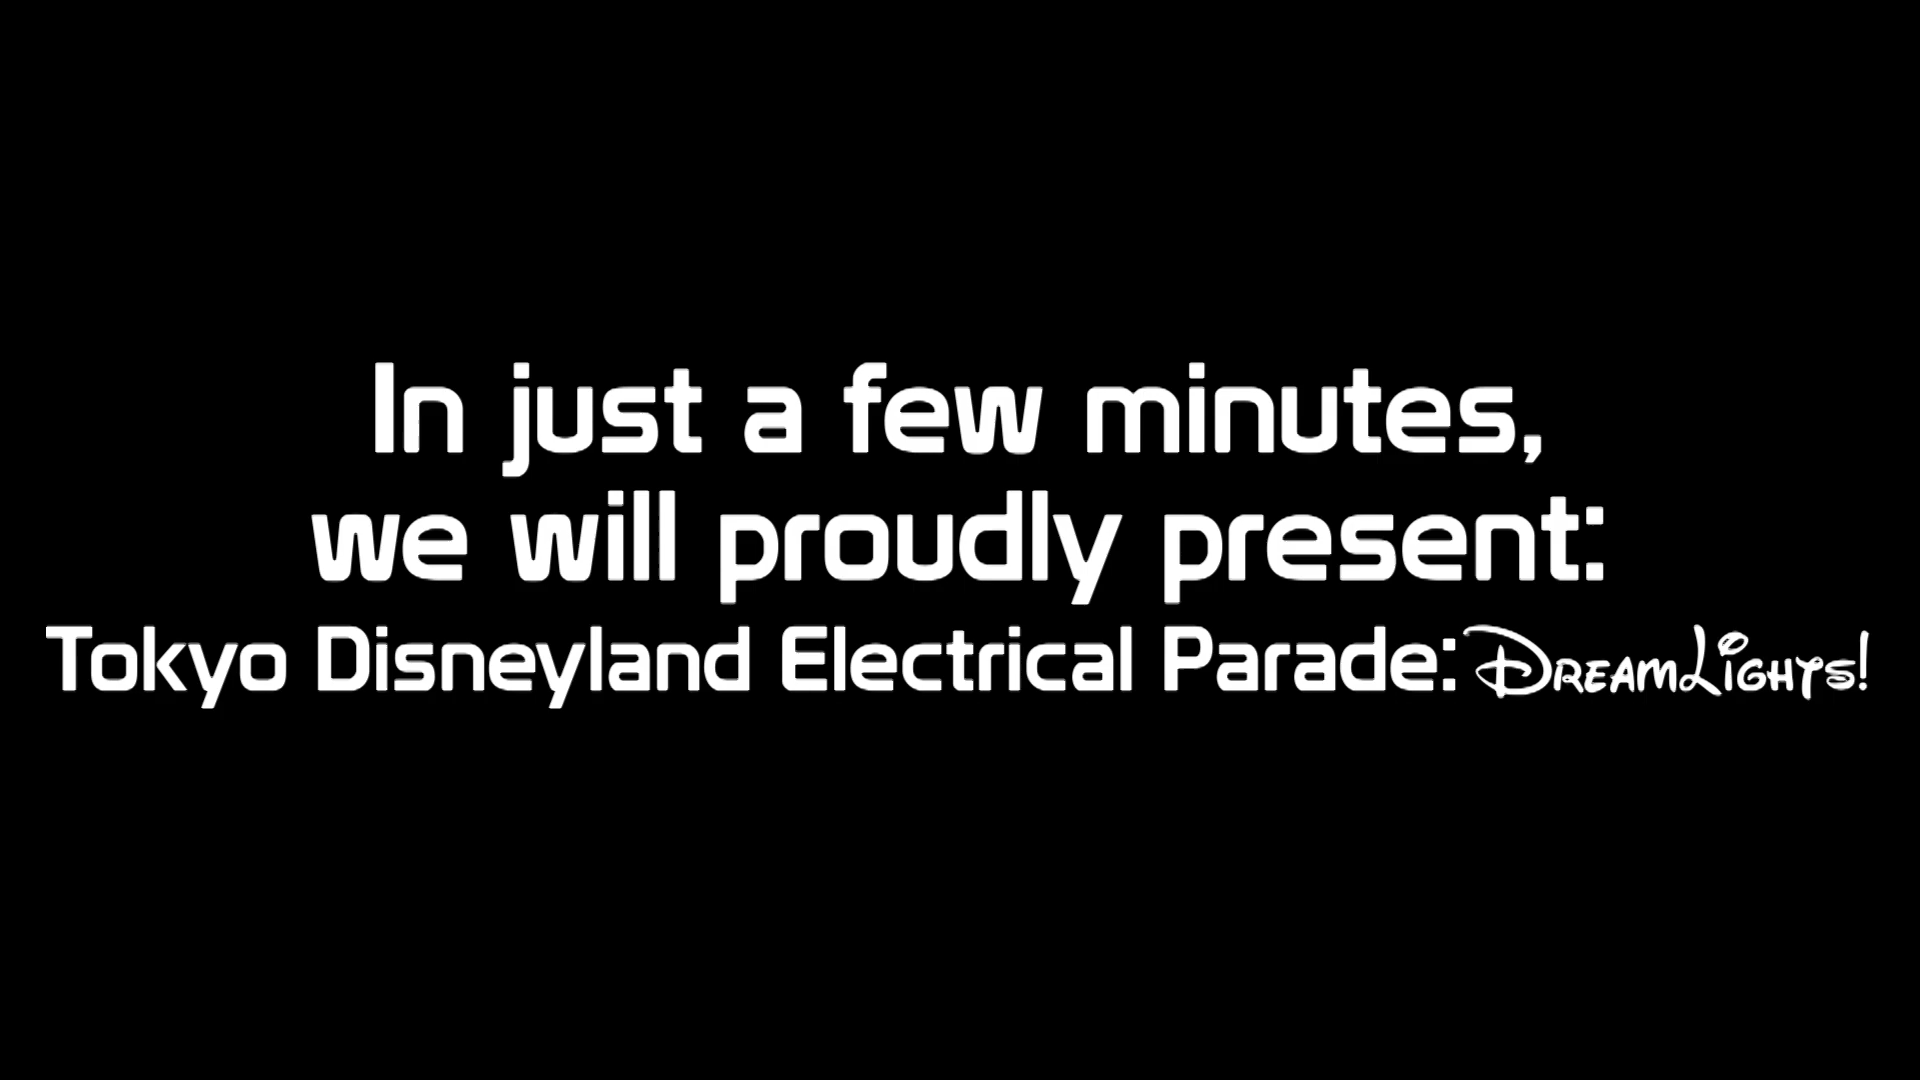 In just a few minutes,
we will proudly present:
Tokyo Disneyland Electrical Parade: DreamLights!